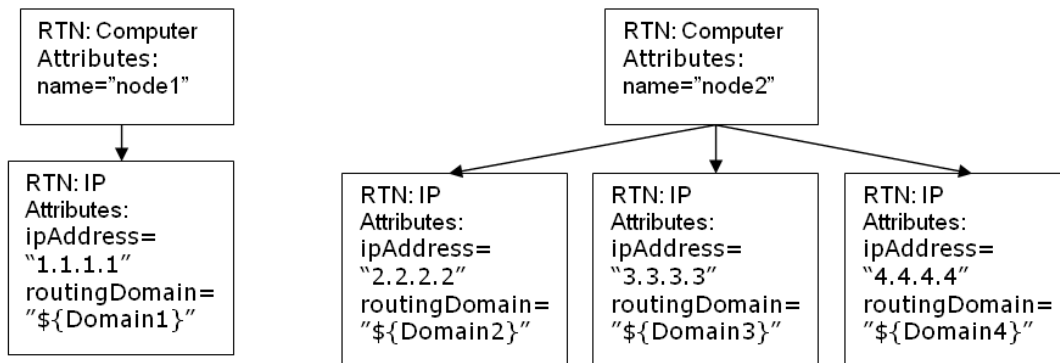 RTN: Computer
Attributes:
name=”node1”
RTN: IP
Attributes:
ipAddress=
“1.1.1.1”
routingDomain=
”${Domain1}”
RTN: Computer
Attributes:
name=”node2”
RTN: IP
Attributes:
ipAddress=
“2.2.2.2”
routingDomain=
”${Domain2}”
RTN: IP
Attributes:
ipAddress=
“3.3.3.3”
routingDomain=
”${Domain3}”
RTN: IP
Attributes:
ipAddress=
“4.4.4.4”
routingDomain=
”${Domain4}”